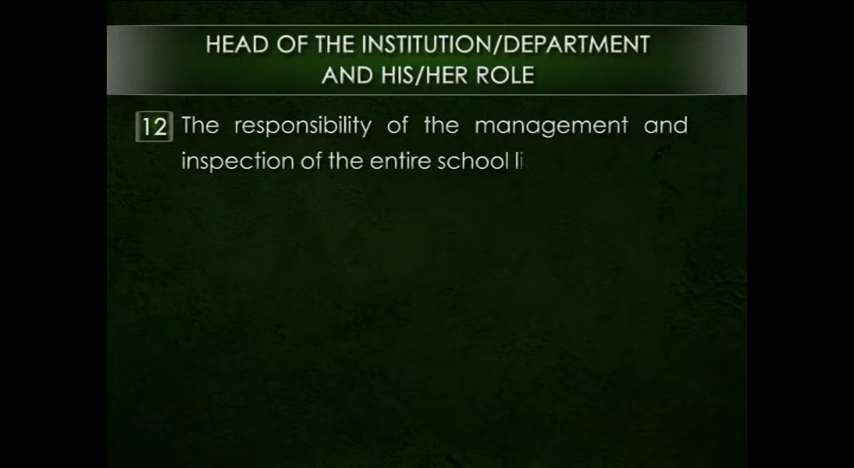 HEAD OF THE INSTITUTION/DEPARTMENT
AND HIS/HER ROLE
12 The responsibility of the management and
inspection of the entire school li